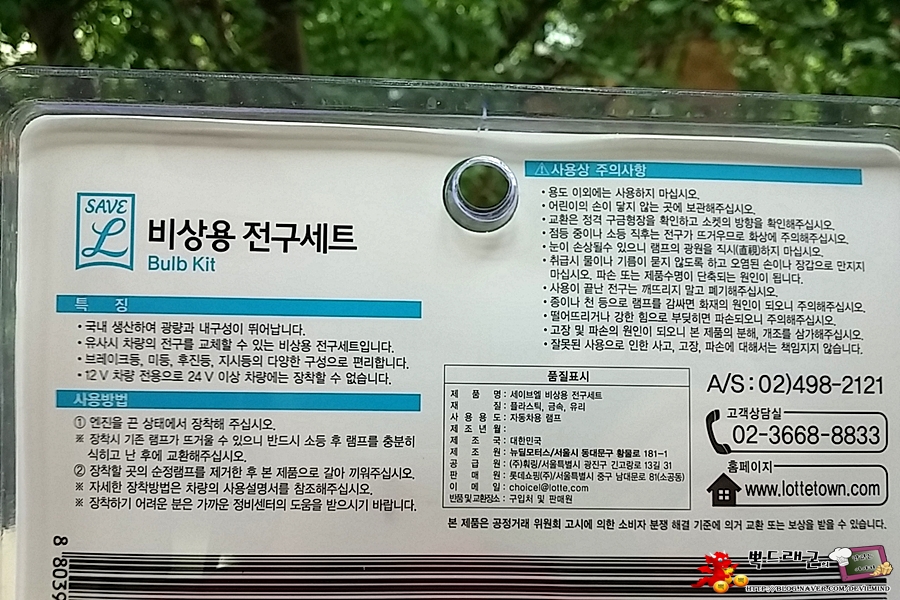 SAVE
L
비상용 전구세트
Bulb Kit
특 징
• 국내 생산하여 광량과 내구성이 뛰어납니다.
• 유사시 차량의 전구를 교체할 수 있는 비상용 전구세트입니다.
• 브레이크등, 미등, 후진등, 지시등의 다양한 구성으로 편리합니다.
• 12 V 차량 전용으로 24 V 이상 차량에는 장착할 수 없습니다.
사용방법
① 엔진을 끈 상태에서 장착해 주십시오.
※ 장착시 기존 램프가 뜨거울 수 있으니 반드시 소등 후 램프를 충분히
식히고 난 후에 교환해주십시오.
② 장착할 곳의 순정램프를 제거한 후 본 제품으로 갈아 끼워주십시오.
※ 자세한 장착방법은 차량의 사용설명서를 참조해주십시오.
※ 장착하기 어려운 분은 가까운 정비센터의 도움을 받으시기 바랍니다.
⚠사용상 주의사항
• 용도 이외에는 사용하지 마십시오.
• 어린이의 손이 닿지 않는 곳에 보관해주십시오.
• 교환은 정격 구금형장을 확인하고 소켓의 방향을 확인해주십시오.
• 점등 중이나 소등 직후는 전구가 뜨거우므로 화상에 주의해주십시오.
• 눈이 손상될수 있으니 램프의 광원을 직시(直視)하지 마십시오.
• 취급시 물이나 기름이 묻지 않도록 하고 오염된 손이나 장갑으로 만지지
마십시오. 파손 또는 제품수명이 단축되는 원인이 됩니다.
• 사용이 끝난 전구는 깨뜨리지 말고 폐기해주십시오.
• 종이나 천 등으로 램프를 감싸면 화재의 원인이 되오니 주의해주십시오.
• 떨어뜨리거나 강한 힘으로 부딪히면 파손되오니 주의해주십시오.
• 고장 및 파손의 원인이 되오니 본 제품의 분해, 개조를 삼가해주십시오.
• 잘못된 사용으로 인한 사고, 고장, 파손에 대해서는 책임지지 않습니다.
품질표시
제 품 명 : 세이브엘 비상용 전구세트
재 질 : 플라스틱, 금속, 유리
사 용 용 도 : 자동차용 램프
제 조 년 월 :
제 조 국 : 대한민국
제 조 원 : 뉴딜모터스/서울특별시 동대문구 황물로 181-1
공 급 원 : (주)훠링/서울특별시 광진구 긴고랑로 13길 31
판 매 원 : 롯데쇼핑(주)/서울특별시 중구 남대문로 81(소공동)
이 메 일 : choicel@lotte.com
반품및교환장소 : 구입처 및 판매원
A/S : 02)498-2121
고객상담실
02-3668-8833
홈페이지
www.lottetown.com
본 제품은 공정거래 위원회 고시에 의한 소비자 분쟁 해결 기준에 의거 교환 또는 보상을 받을 수 있습니다.
8 8039
뻑드래곤의
HTTP://BLOG.NAVER.COM/DEVILMIND